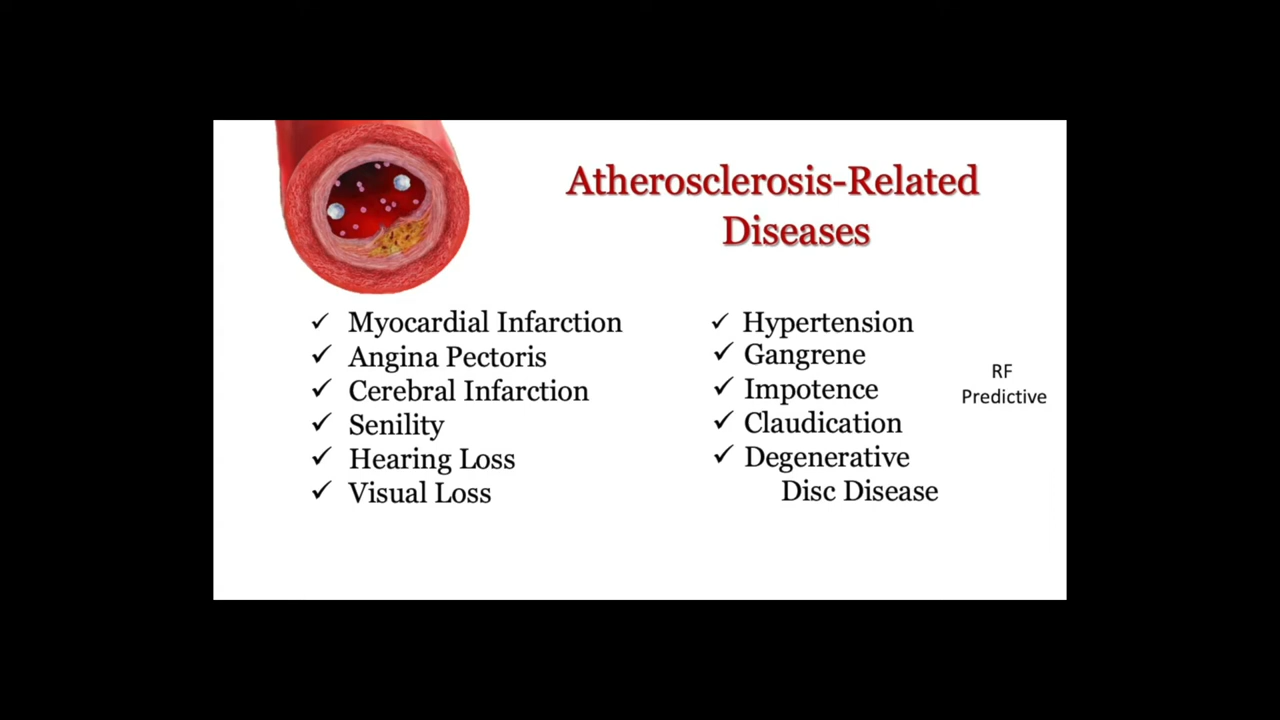 Atherosclerosis-Related
Diseases
✓ Myocardial Infarction
✓ Angina Pectoris
✓ Cerebral Infarction
✓ Senility
✓ Hearing Loss
✓ Visual Loss
✓ Hypertension
✓ Gangrene
✓ Impotence
✓ Claudication
✓ Degenerative
Disc Disease
RF
Predictive